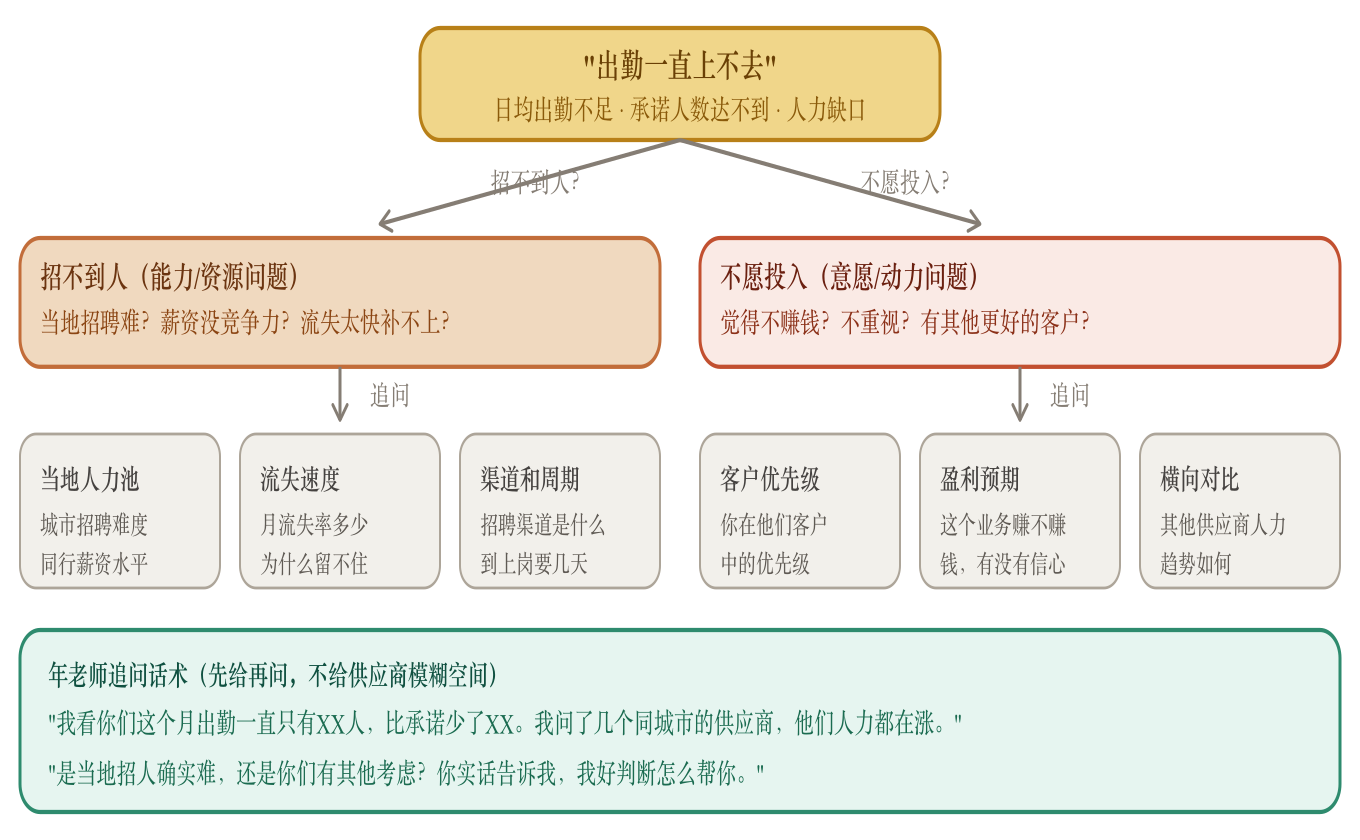 "出勤一直上不去"
日均出勤不足 · 承诺人数达不到 · 人力缺口
招不到人?
不愿投入?
招不到人（能力/资源问题）
当地招聘难？薪资没竞争力？流失太快补不上？
不愿投入（意愿/动力问题）
觉得不赚钱？不重视？有其他更好的客户？
追问
追问
当地人力池
城市招聘难度
同行薪资水平
流失速度
月流失率多少
为什么留不住
渠道和周期
招聘渠道是什么
到上岗要几天
客户优先级
你在他们客户
中的优先级
盈利预期
这个业务赚不赚
钱，有没有信心
横向对比
其他供应商人力
趋势如何
年老师追问话术（先给再问，不给供应商模糊空间）
"我看你们这个月出勤一直只有XX人，比承诺少了XX。我问了几个同城市的供应商，他们人力都在涨。"
"是当地招人确实难，还是你们有其他考虑？你实话告诉我，我好判断怎么帮你。"